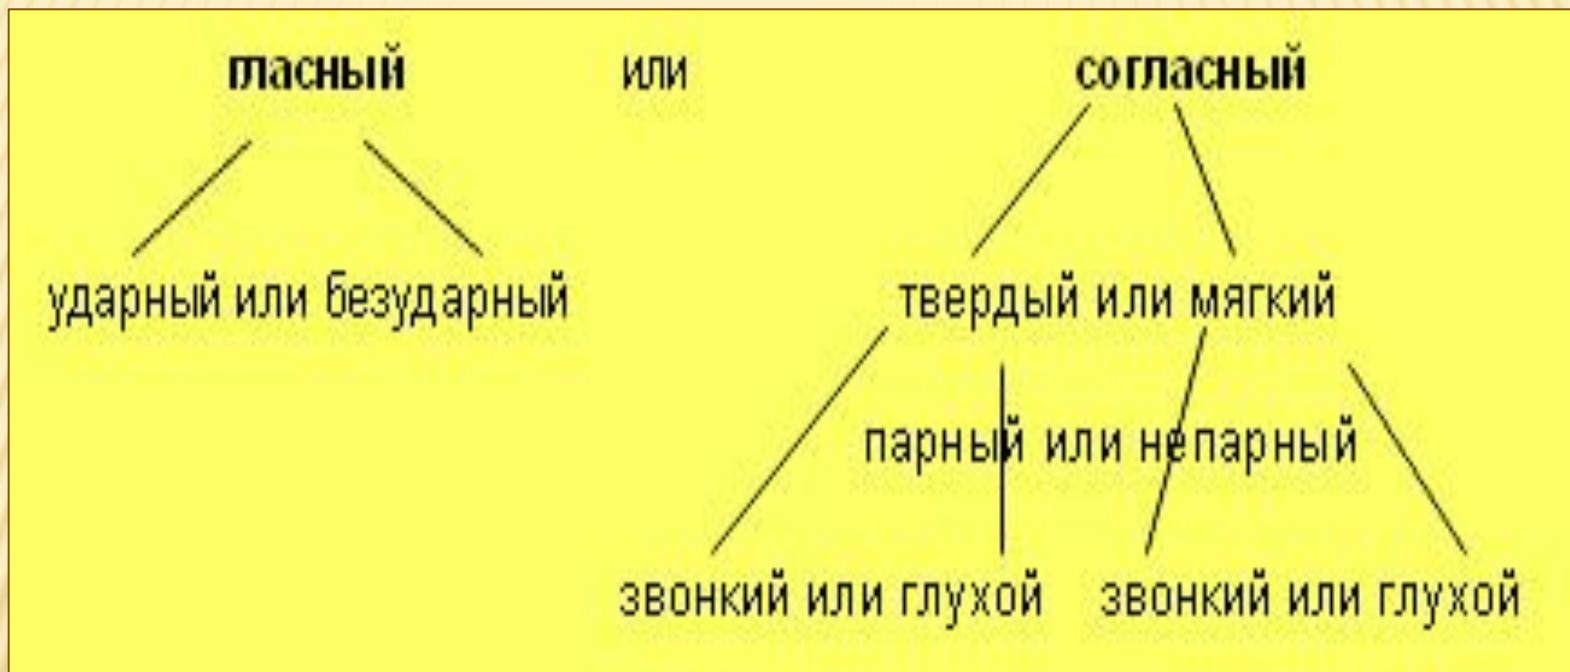 гласный или согласный
ударный или безударный твердый или мягкий
парный или непарный
звонкий или глухой звонкий или глухой